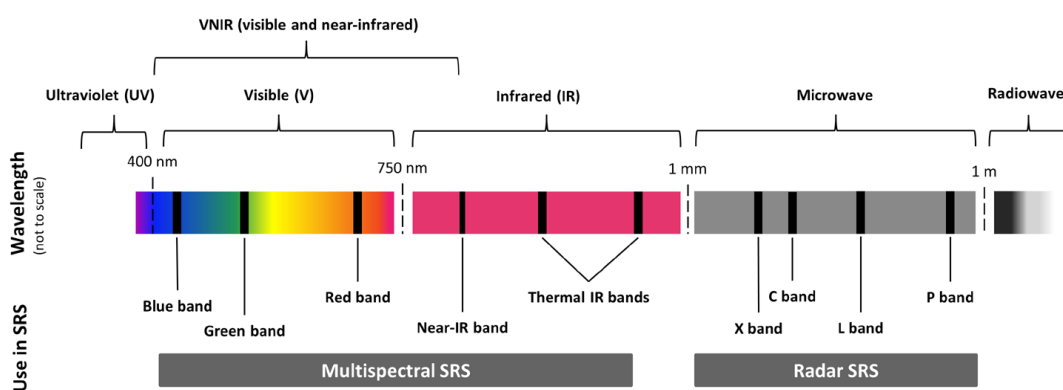 VNIR (visible and near-infrared)
Ultraviolet (UV)
Visible (V)
Infrared (IR)
Microwave
Radiowave
400 nm
750 nm
1 mm
1 m
Wavelength
(not to scale)
Blue band
Green band
Red band
Near-IR band
Thermal IR bands
X band
C band
L band
P band
Use in SRS
Multispectral SRS
Radar SRS